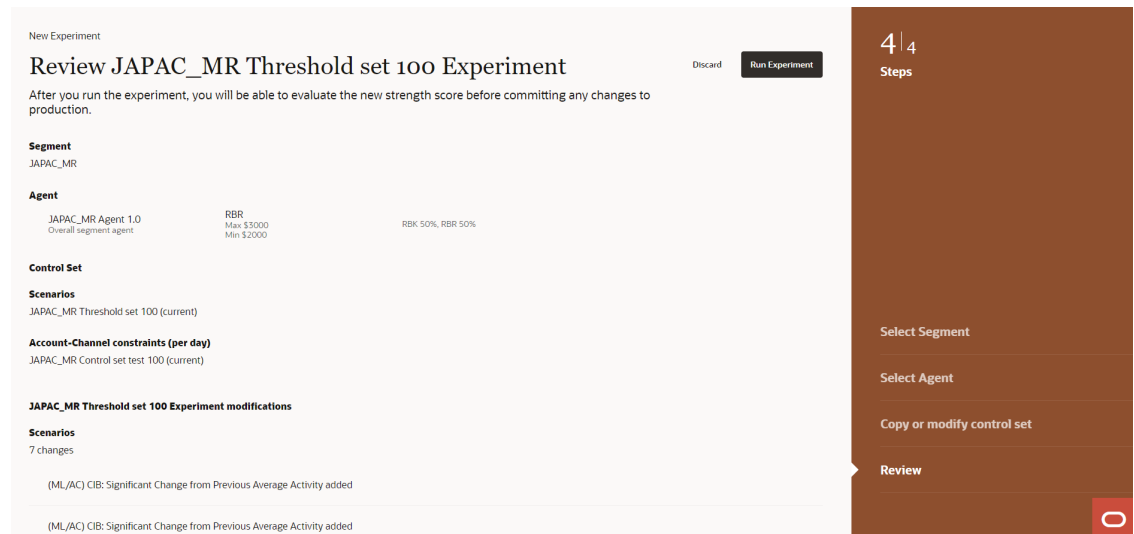 New Experiment
Review JAPAC_MR Threshold set 100 Experiment
Discard
Run Experiment
After you run the experiment, you will be able to evaluate the new strength score before committing any changes to
production.
Segment
JAPAC_MR
Agent
JAPAC_MR Agent 1.0
Overall segment agent
RBR
Max $3000
Min $2000
RBK 50%, RBR 50%
Control Set
Scenarios
JAPAC_MR Threshold set 100 (current)
Account-Channel constraints (per day)
JAPAC_MR Control set test 100 (current)
JAPAC_MR Threshold set 100 Experiment modifications
Scenarios
7 changes
(ML/AC) CIB: Significant Change from Previous Average Activity added
(ML/AC) CIB: Significant Change from Previous Average Activity added
4|4
Steps
Select Segment
Select Agent
Copy or modify control set
Review